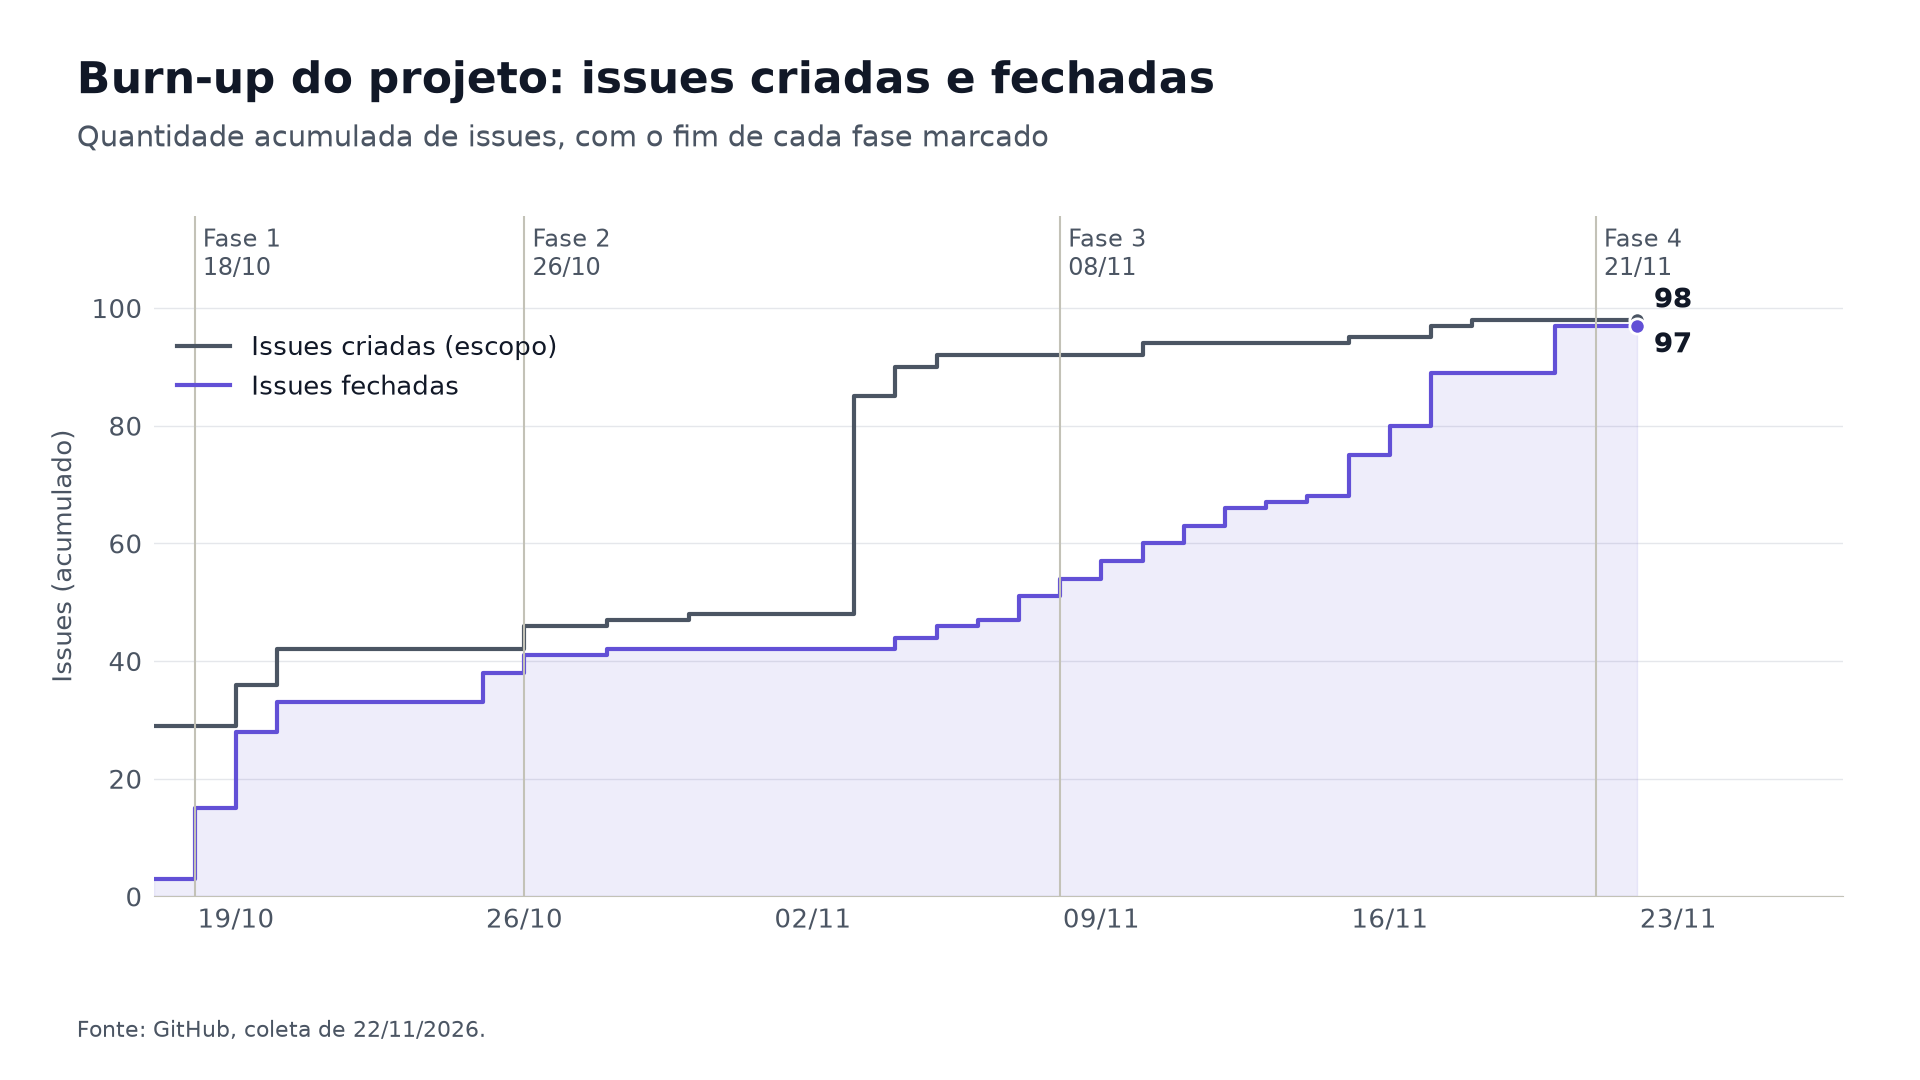 Burn-up do projeto: issues criadas e fechadas
Quantidade acumulada de issues, com o fim de cada fase marcado
Fase 1
18/10
Fase 2
26/10
Fase 3
08/11
Fase 4
21/11
98
97
Issues criadas (escopo)
Issues fechadas
Issues (acumulado)
100
80
60
40
20
0
19/10
26/10
02/11
09/11
16/11
23/11
Fonte: GitHub, coleta de 22/11/2026.